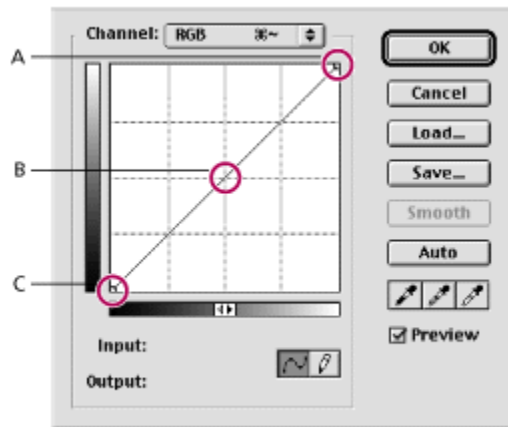 Channel: RGB ⌘~
A
B
C
Input:
Output:
OK
Cancel
Load...
Save...
Smooth
Auto
Preview